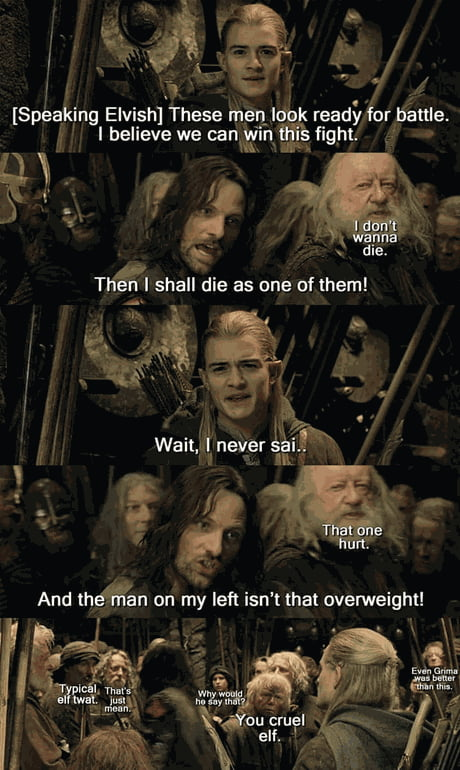 [Speaking Elvish] These men look ready for battle.
I believe we can win this fight.
I don't
wanna
die.
Then I shall die as one of them!
Wait, I never sai..
That one
hurt.
And the man on my left isn't that overweight!
Typical
elf twat.
That's
just
mean.
Why would
he say that?
You cruel
elf.
Even Grima
was better
than this.